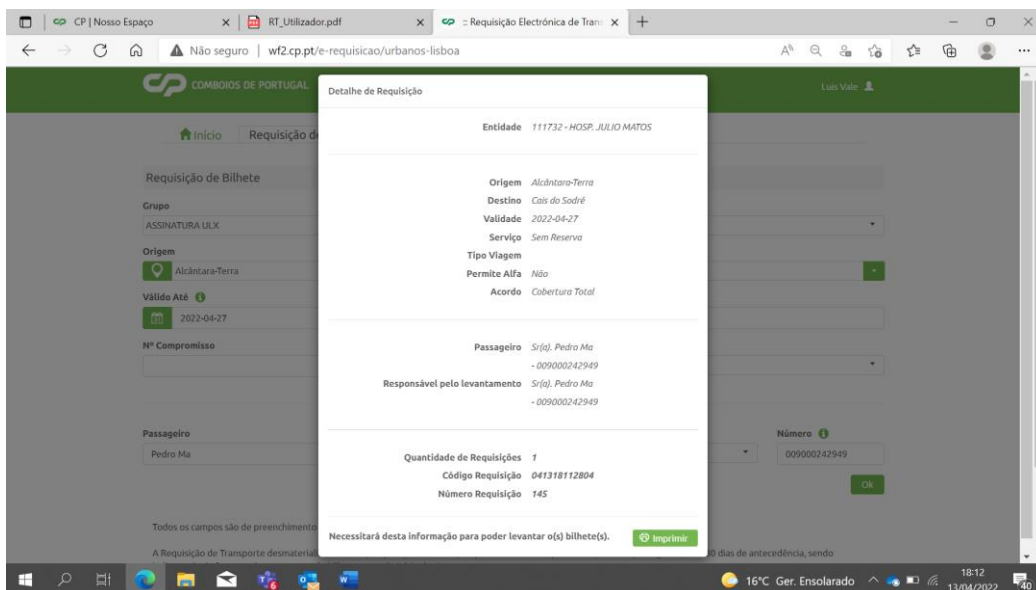 CP | Nosso Espaço
RT_Utilizador.pdf
:: Requisição Electrónica de Trans
Não seguro | wf2.cp.pt/e-requisicao/urbanos-lisboa
COMBOIOS DE PORTUGAL
Luis Vale
Início
Requisição de
Requisição de Bilhete
Grupo
ASSINATURA ULX
Origem
Alcântara-Terra
Válido Até
2022-04-27
Nº Compromisso
Passageiro
Pedro Ma
Número
009000242949
Ok
Todos os campos são de preenchimento
A Requisição de Transporte desmaterial
30 dias de antecedência, sendo
Detalhe de Requisição
Entidade 111732 - HOSP. JULIO MATOS
Origem Alcântara-Terra
Destino Cais do Sodré
Validade 2022-04-27
Serviço Sem Reserva
Tipo Viagem
Permite Alfa Não
Acordo Cobertura Total
Passageiro Sr(a). Pedro Ma
- 009000242949
Responsável pelo levantamento Sr(a). Pedro Ma
- 009000242949
Quantidade de Requisições 1
Código Requisição 041318112804
Número Requisição 145
Necessitará desta informação para poder levantar o(s) bilhete(s).
Imprimir
16°C Ger. Ensolarado
18:12
13/04/2022
40